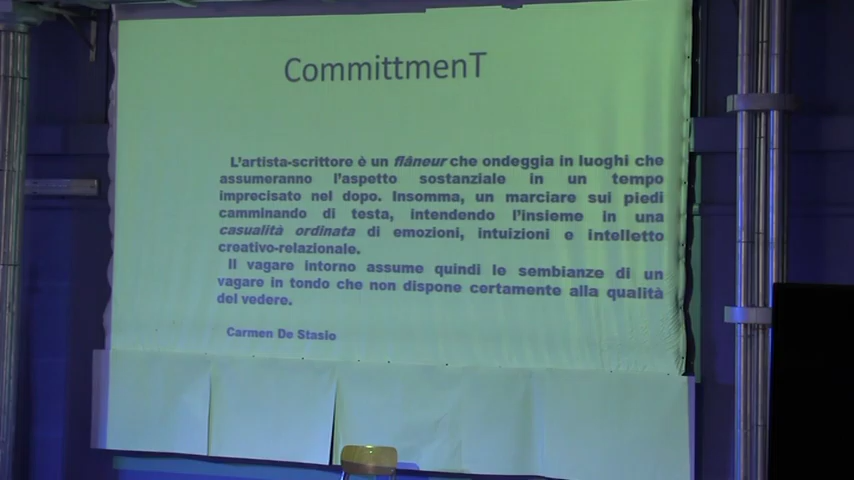 CommittmenT
L'artista-scrittore è un flâneur che ondeggia in luoghi che
assumeranno l'aspetto sostanziale in un tempo
imprecisato nel dopo. Insomma, un marciare sui piedi
camminando di testa, intendendo l'insieme in una
casualità ordinata di emozioni, intuizioni e intelletto
creativo-relazionale.
Il vagare intorno assume quindi le sembianze di un
vagare in tondo che non dispone certamente alla qualità
del vedere.
Carmen De Stasio